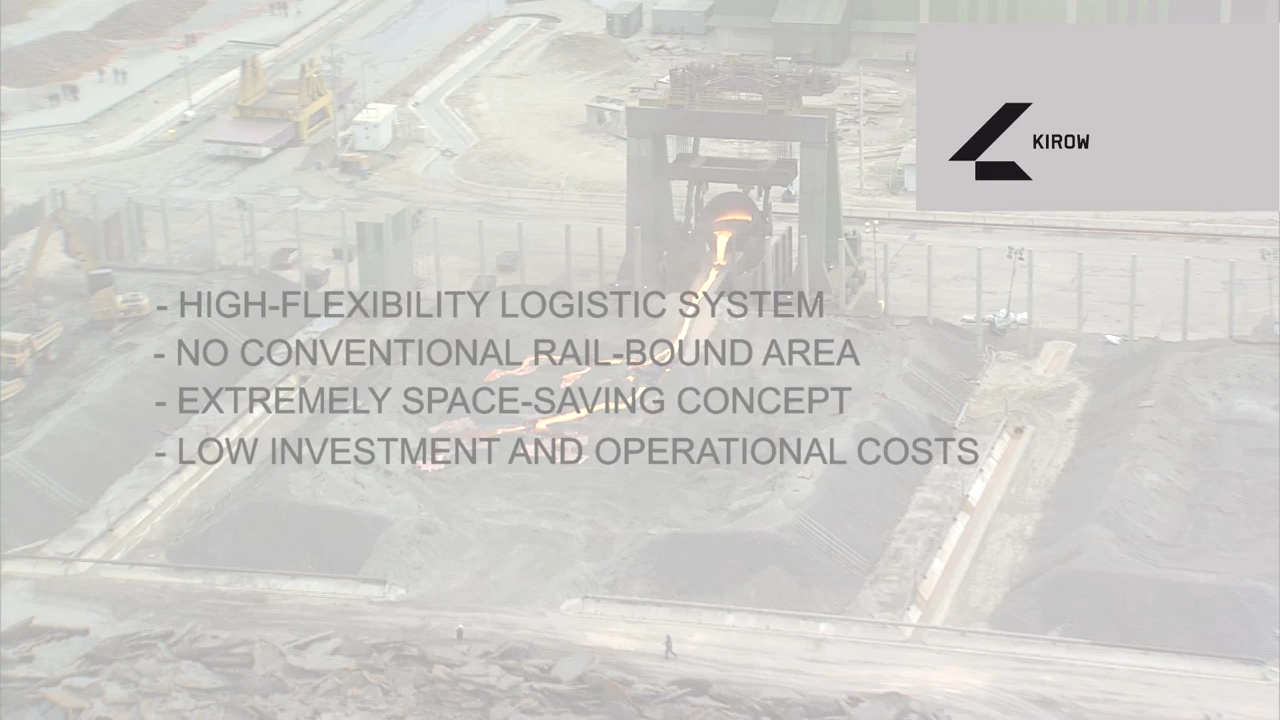 KIROW
- HIGH-FLEXIBILITY LOGISTIC SYSTEM
- NO CONVENTIONAL RAIL-BOUND AREA
- EXTREMELY SPACE-SAVING CONCEPT
- LOW INVESTMENT AND OPERATIONAL COSTS